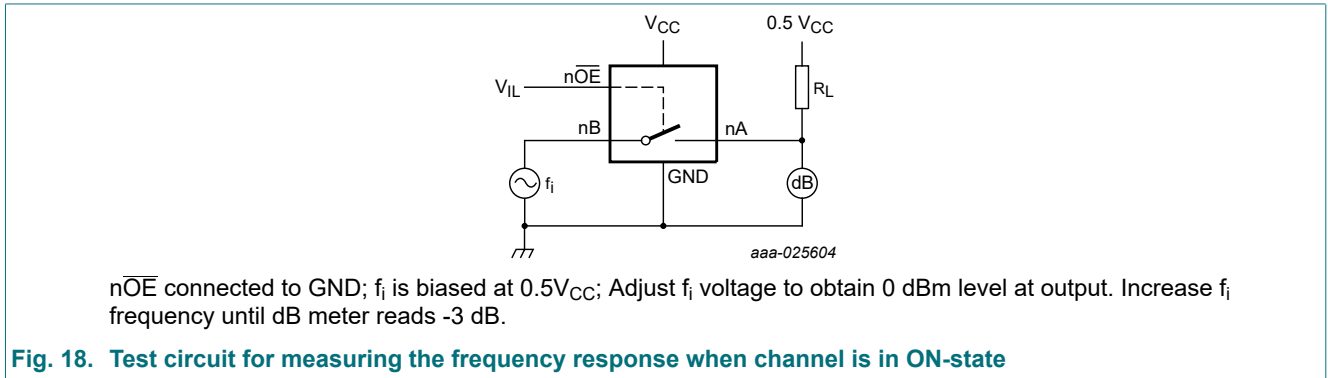 V_CC
0.5 V_CC
nO̅E̅
V_IL
R_L
nB
nA
f_i
GND
dB
aaa-025604
nO̅E̅ connected to GND; f_i is biased at 0.5V_CC; Adjust f_i voltage to obtain 0 dBm level at output. Increase f_i
frequency until dB meter reads -3 dB.
Fig. 18. Test circuit for measuring the frequency response when channel is in ON-state